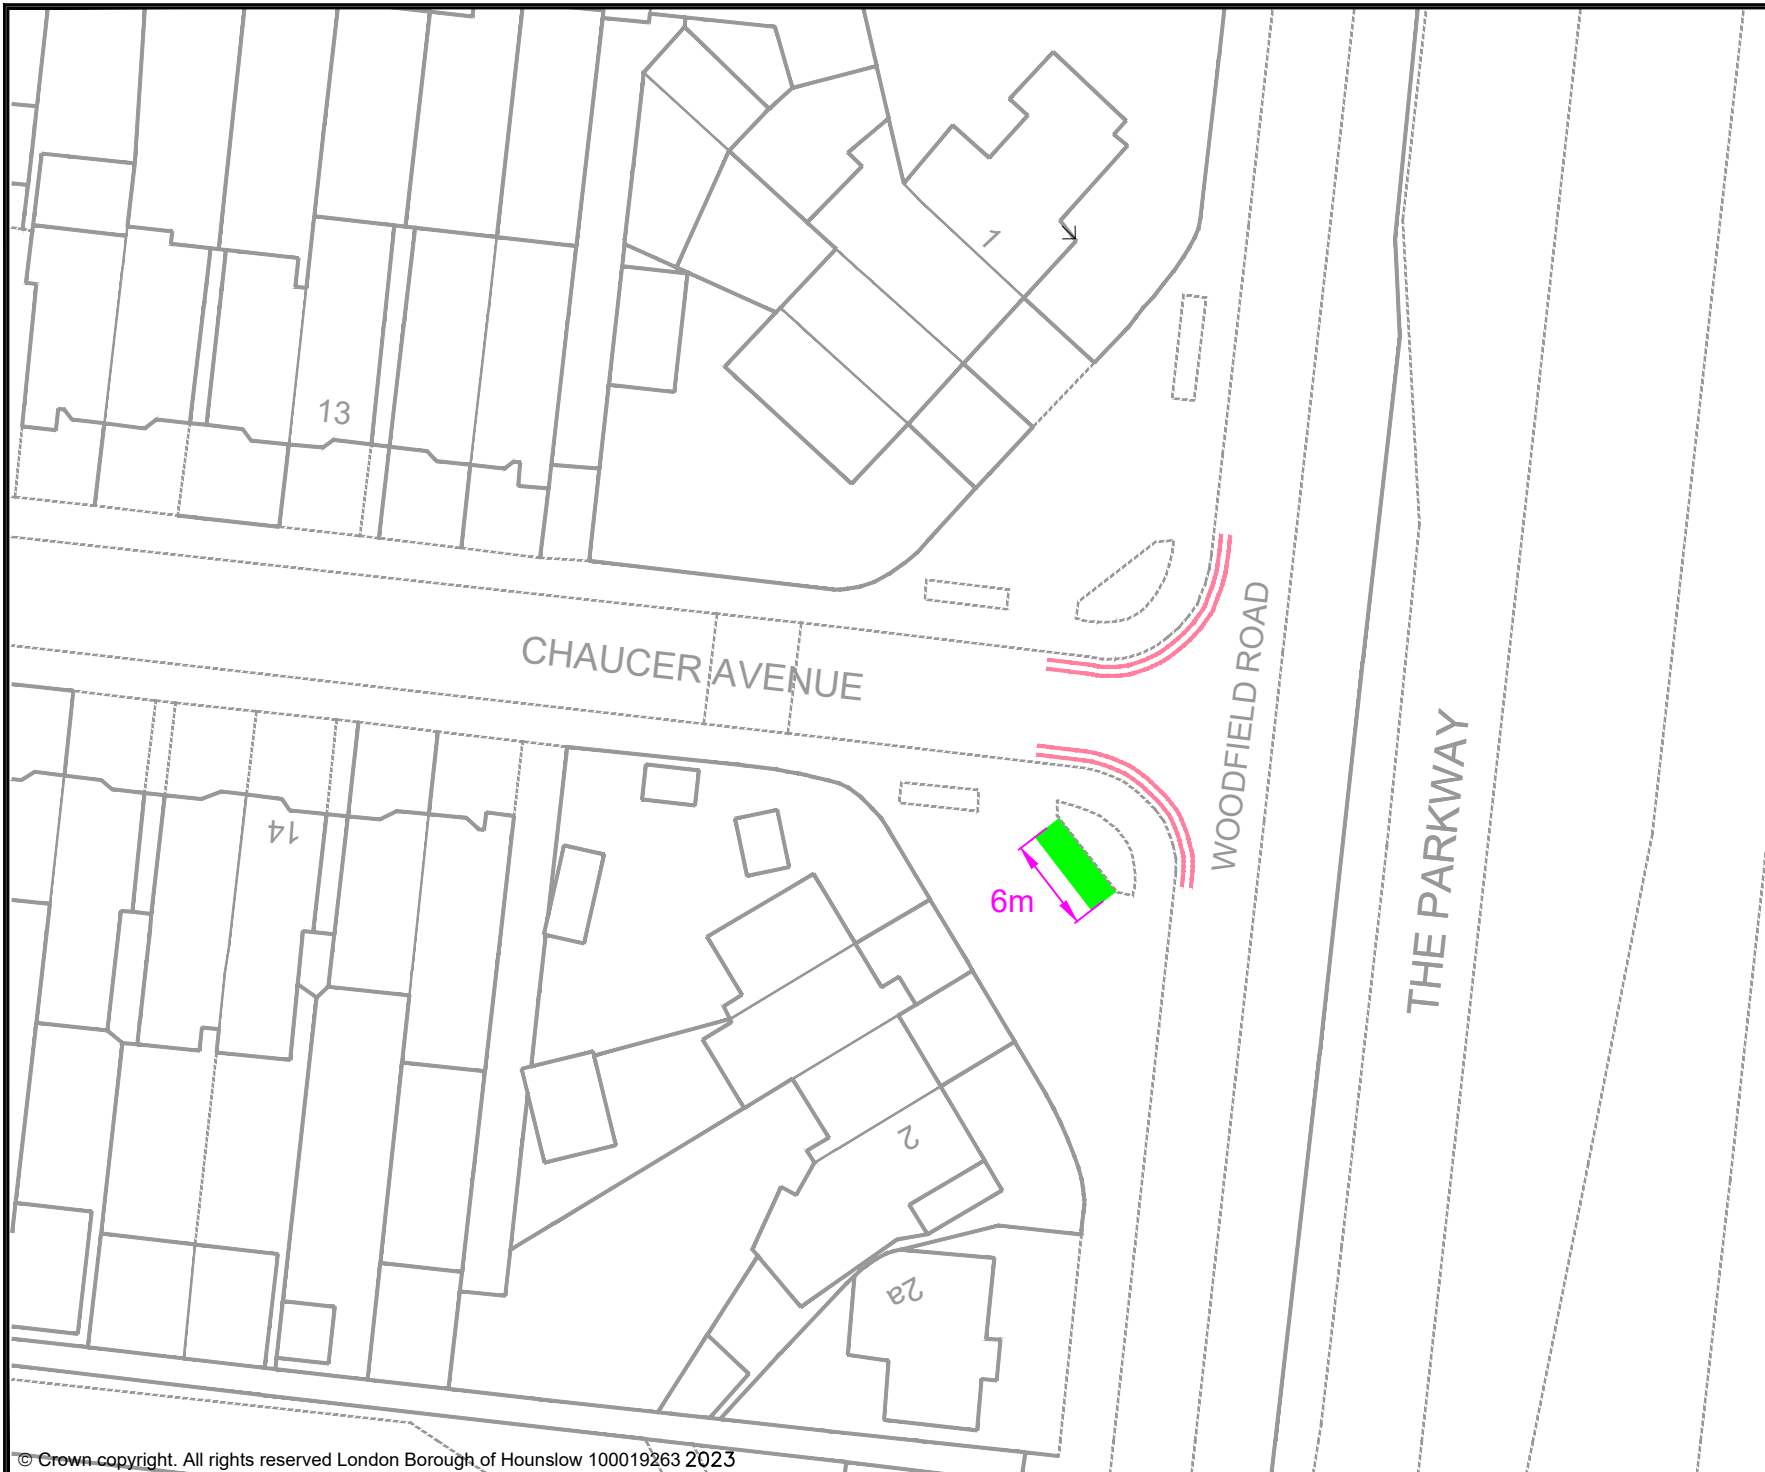 1
13
CHAUCER AVENUE
WOODFIELD ROAD
THE PARKWAY
14
6m
2
2a
© Crown copyright. All rights reserved London Borough of Hounslow 100019263 2023